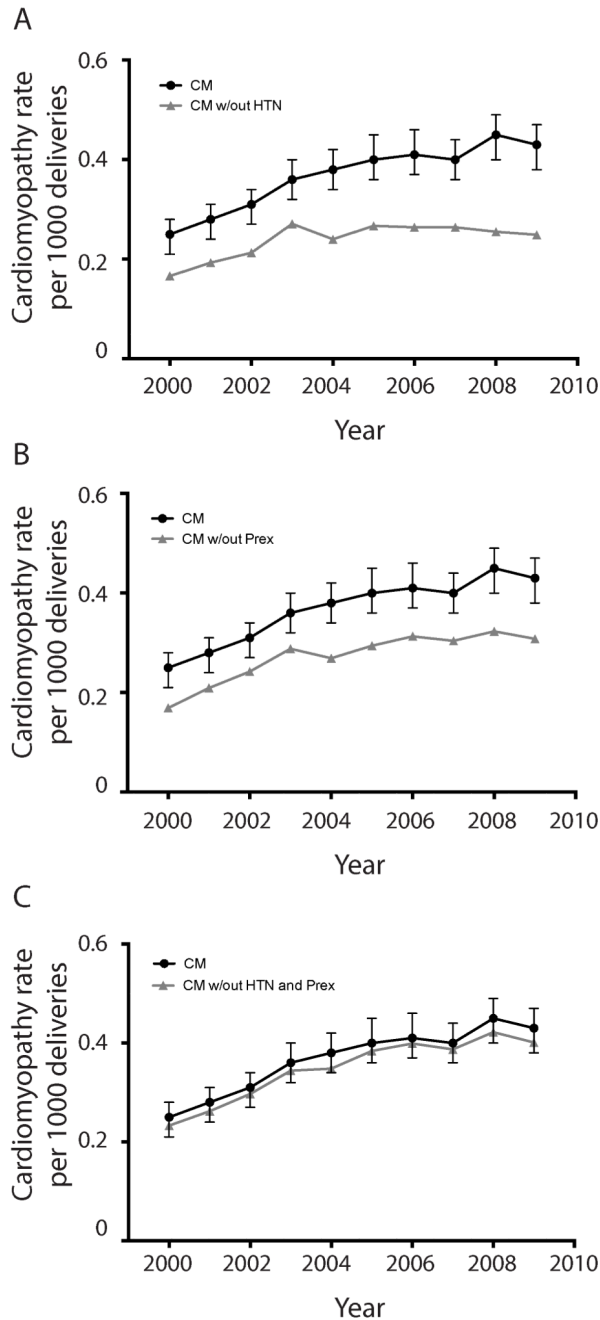 A
0.6
CM
CM w/out HTN
0.4
0.2
0
Cardiomyopathy rate
per 1000 deliveries
2000 2002 2004 2006 2008 2010
Year
B
0.6
CM
CM w/out Prex
0.4
0.2
0
Cardiomyopathy rate
per 1000 deliveries
2000 2002 2004 2006 2008 2010
Year
C
0.6
CM
CM w/out HTN and Prex
0.4
0.2
0
Cardiomyopathy rate
per 1000 deliveries
2000 2002 2004 2006 2008 2010
Year